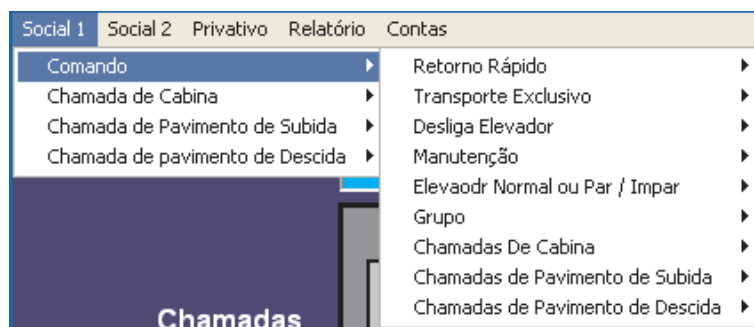 Social 1 Social 2 Privativo Relatório Contas
Comando
Chamada de Cabina
Chamada de Pavimento de Subida
Chamada de pavimento de Descida
Retorno Rápido
Transporte Exclusivo
Desliga Elevador
Manutenção
Elevaodr Normal ou Par / Impar
Grupo
Chamadas De Cabina
Chamadas de Pavimento de Subida
Chamadas de Pavimento de Descida
Chamadas